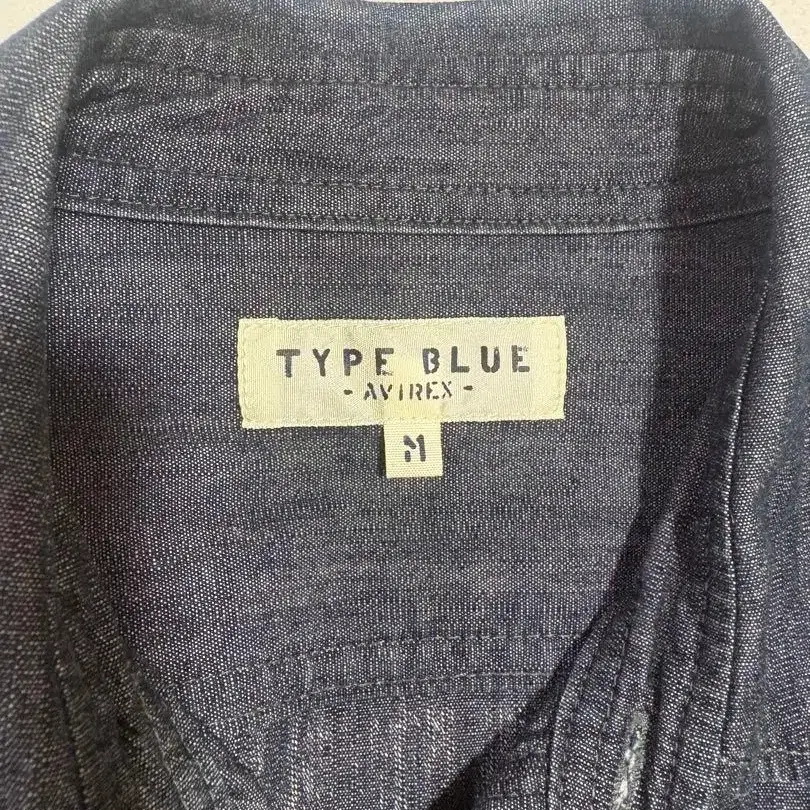 TYPE BLUE
- AVIREX -
M